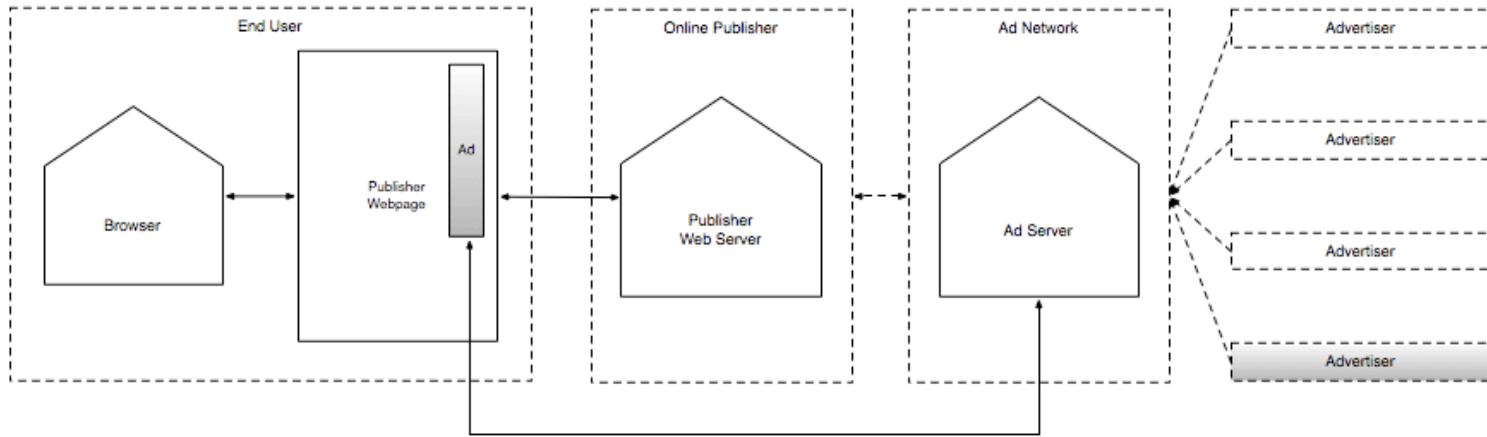 End User
Online Publisher
Ad Network
Advertiser
Advertiser
Advertiser
Advertiser
Ad
Publisher
Webpage
Browser
Publisher
Web Server
Ad Server